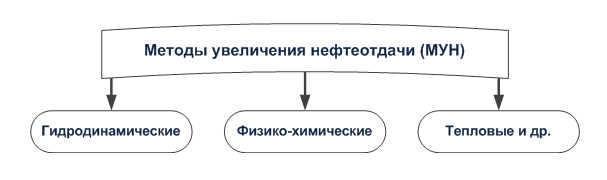 Методы увеличения нефтеотдачи (МУН)
Гидродинамические
Физико-химические
Тепловые и др.